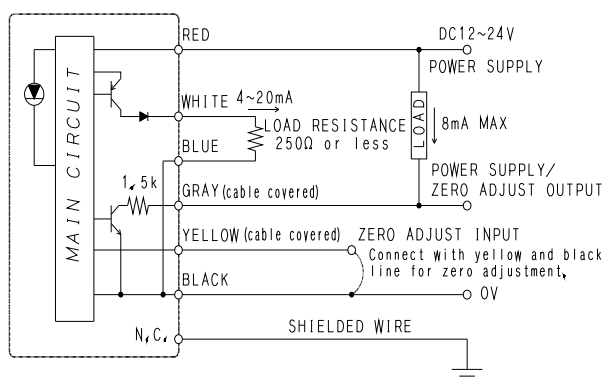 RED
DC12~24V
POWER SUPPLY
WHITE 4~20mA
LOAD RESISTANCE
250Ω or less
LOAD
8mA MAX
BLUE
MAIN CIRCUIT
1.5k
GRAY (cable covered)
POWER SUPPLY/
ZERO ADJUST OUTPUT
YELLOW (cable covered)
ZERO ADJUST INPUT
Connect with yellow and black
line for zero adjustment.
BLACK
0V
N.C.
SHIELDED WIRE